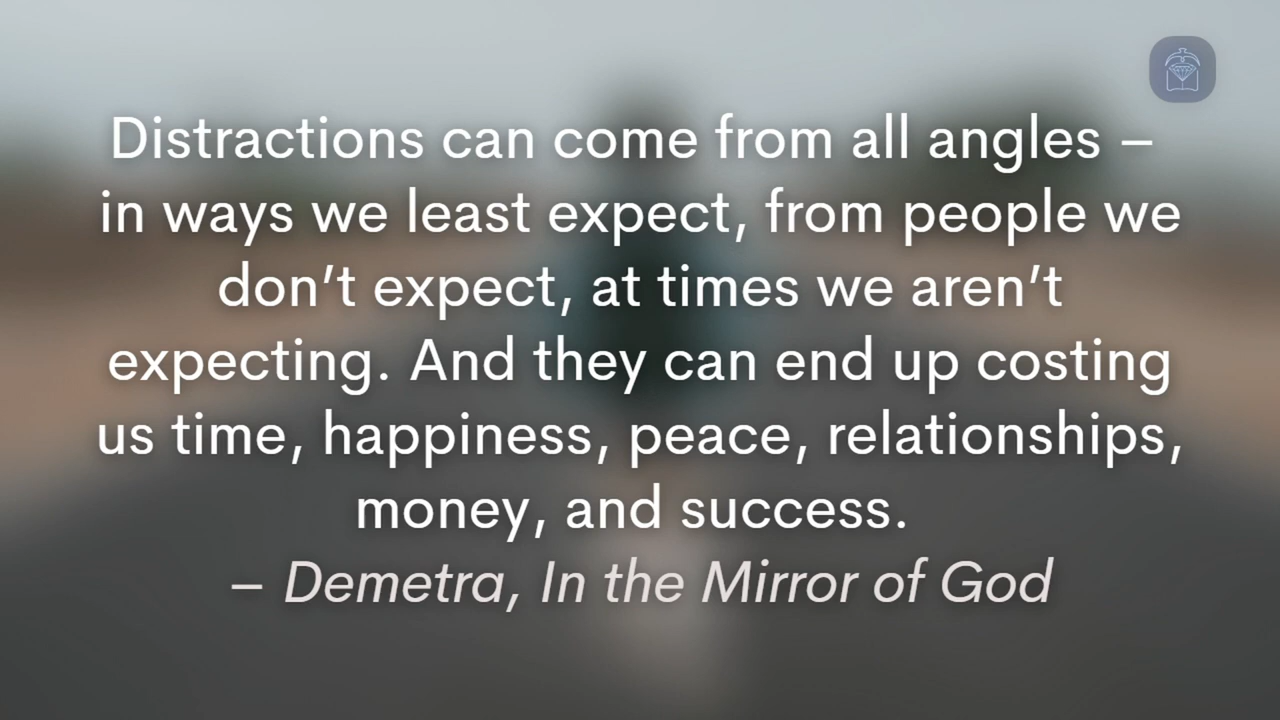 Distractions can come from all angles –
in ways we least expect, from people we
don’t expect, at times we aren’t
expecting. And they can end up costing
us time, happiness, peace, relationships,
money, and success.
– Demetra, In the Mirror of God